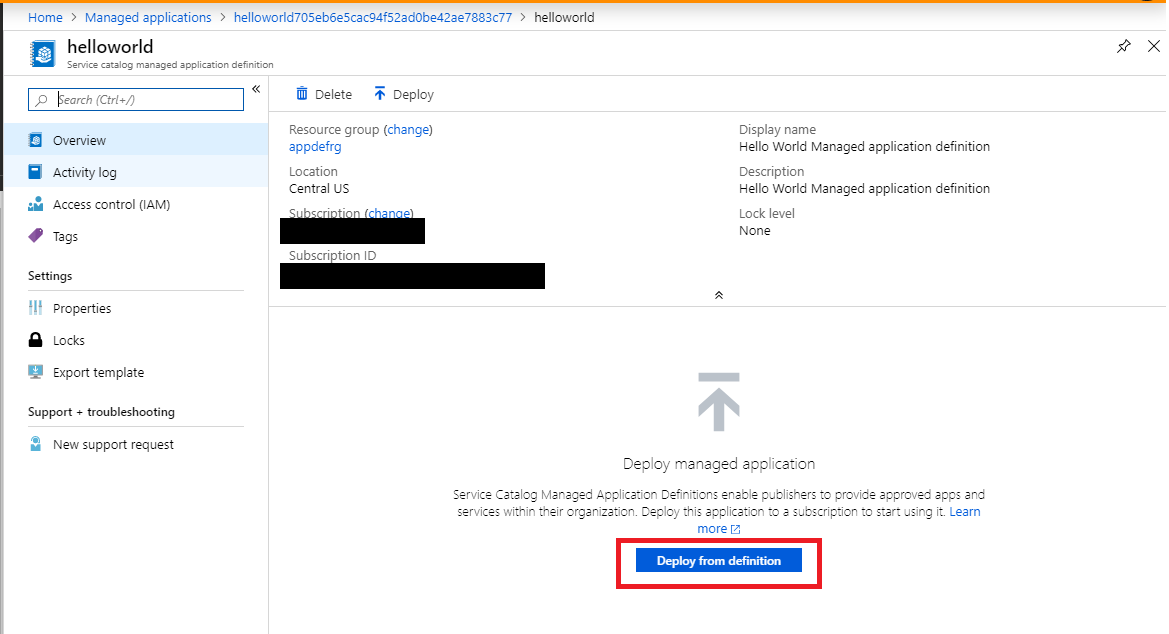 Home > Managed applications > helloworld705eb6e5cac94f52ad0be42ae7883c77 > helloworld
helloworld
Service catalog managed application definition
Search (Ctrl+/)
«
Overview
Activity log
Access control (IAM)
Tags
Settings
Properties
Locks
Export template
Support + troubleshooting
New support request
Delete Deploy
Resource group (change)
appdefrg
Location
Central US
Subscription (change)
Subscription ID
Display name
Hello World Managed application definition
Description
Hello World Managed application definition
Lock level
None
Deploy managed application
Service Catalog Managed Application Definitions enable publishers to provide approved apps and
services within their organization. Deploy this application to a subscription to start using it. Learn
more
Deploy from definition